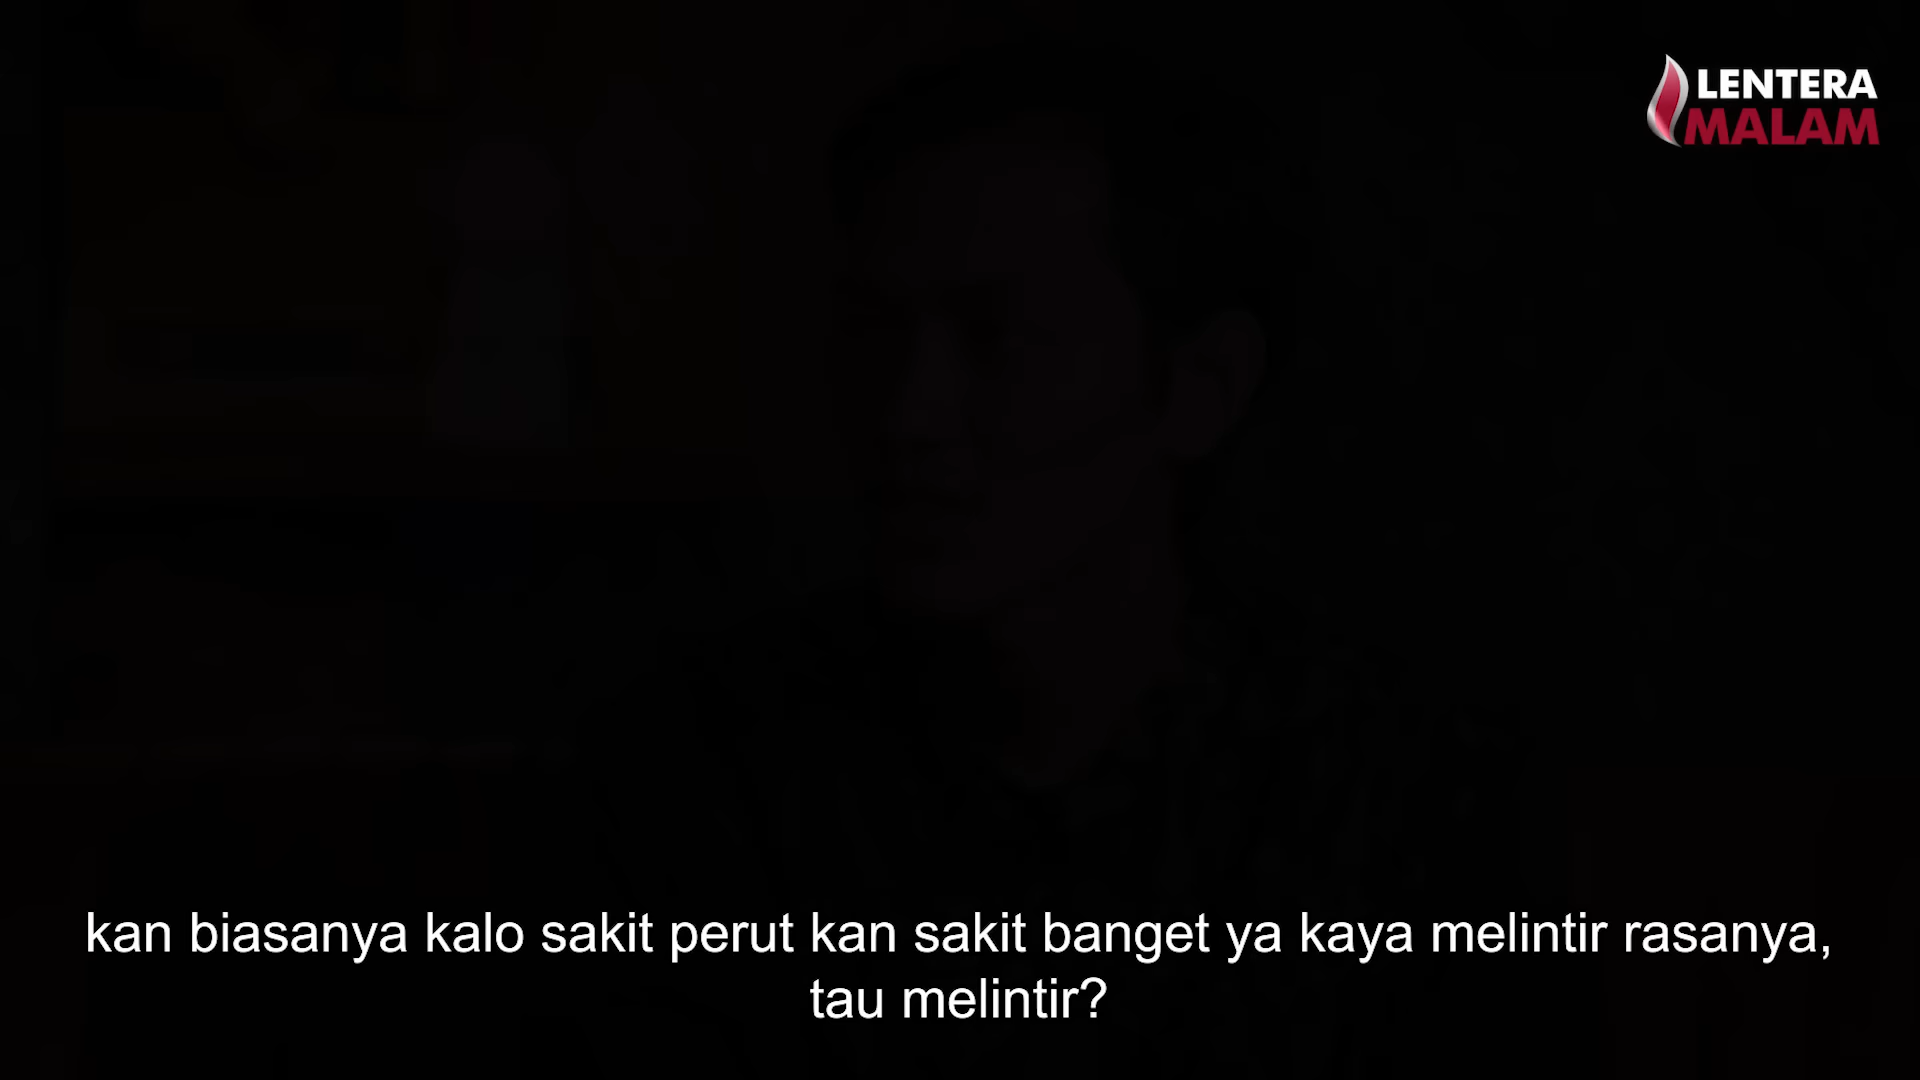 LENTERA
MALAM
kan biasanya kalo sakit perut kan sakit banget ya kaya melintir rasanya,
tau melintir?